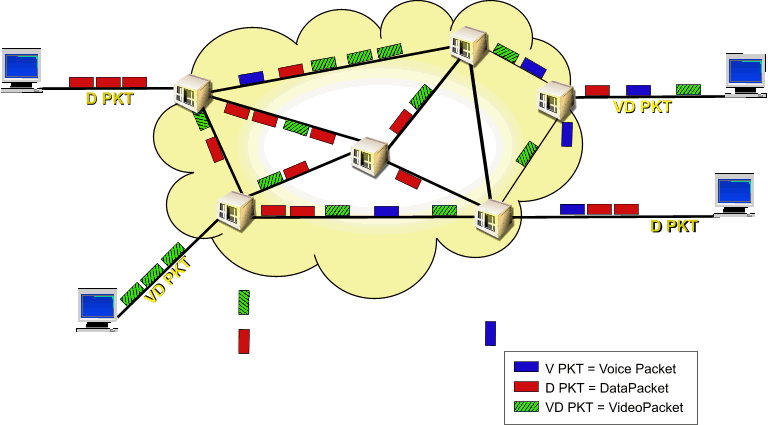 D PKT
VD PKT
D PKT
VD PKT
V PKT = Voice Packet
D PKT = DataPacket
VD PKT = VideoPacket